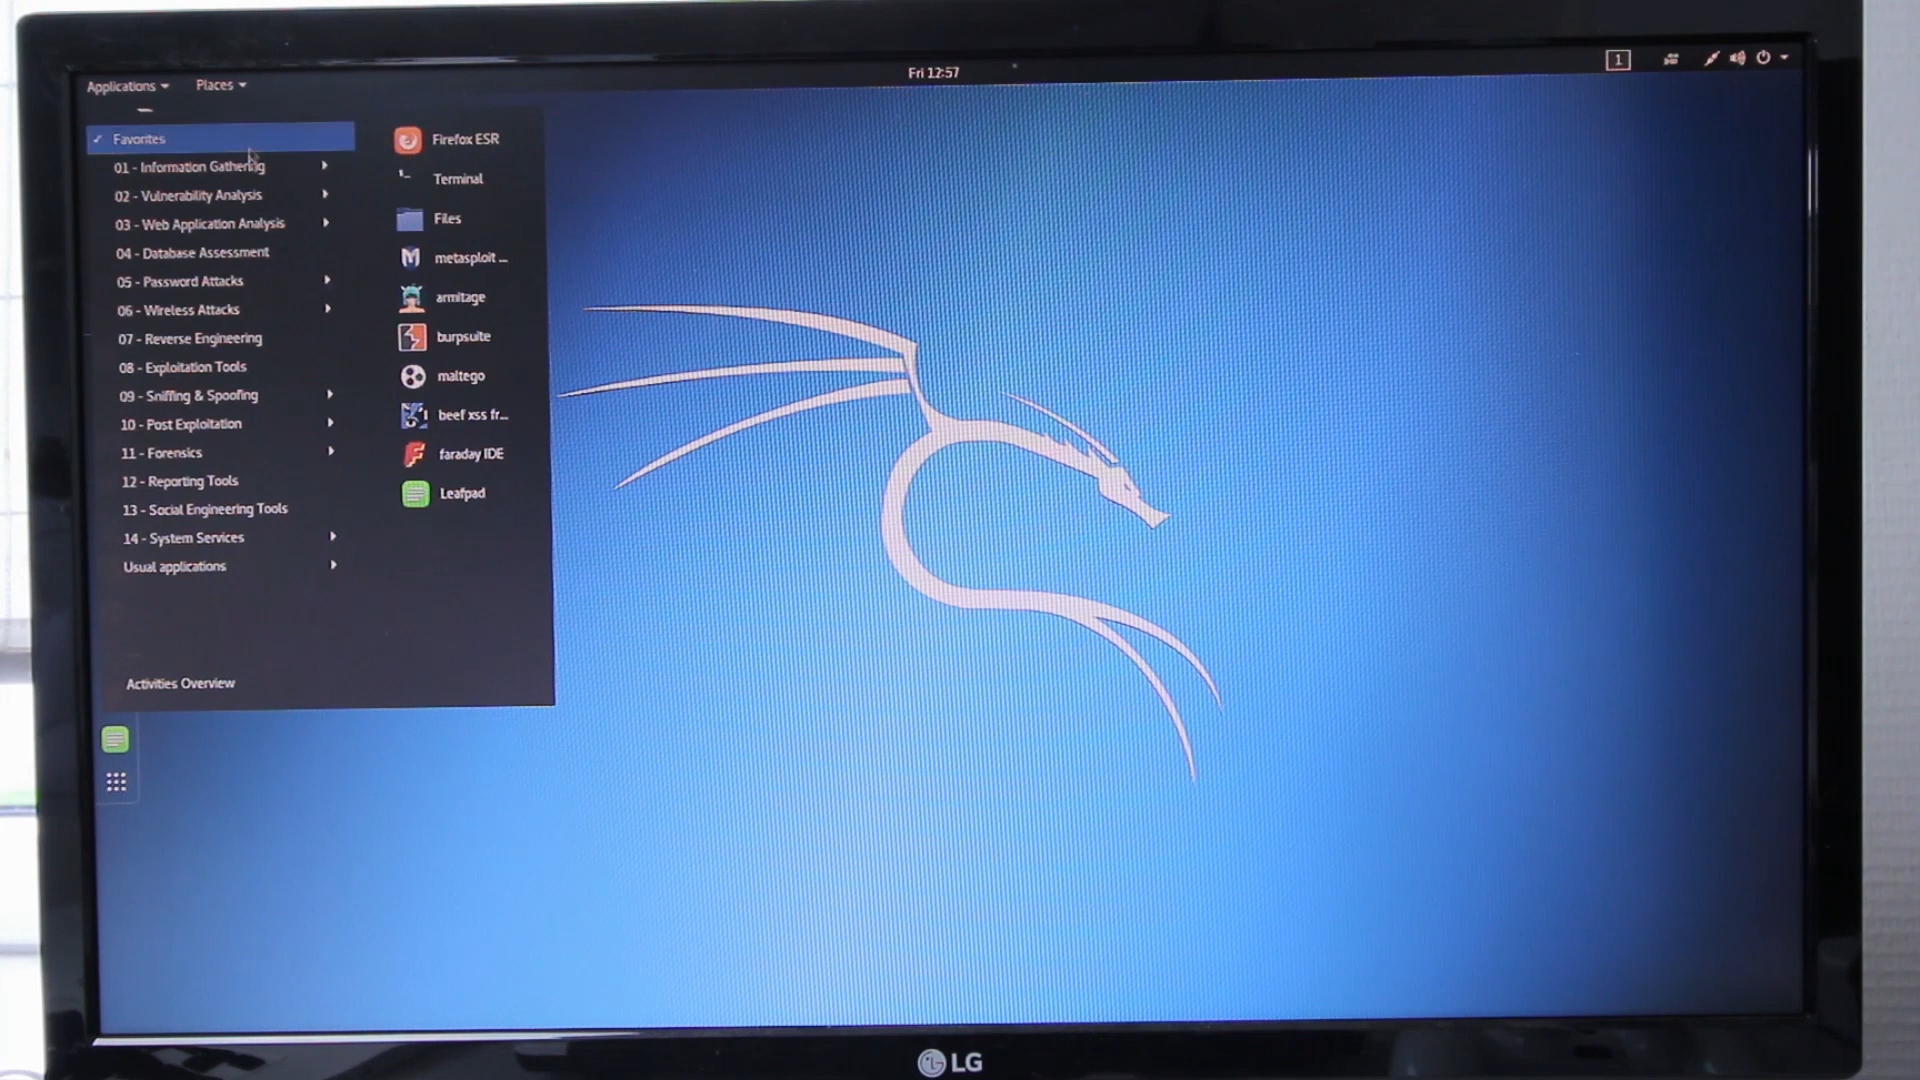 Applications Places Fri 12:57 1
Favorites
01 - Information Gathering
02 - Vulnerability Analysis
03 - Web Application Analysis
04 - Database Assessment
05 - Password Attacks
06 - Wireless Attacks
07 - Reverse Engineering
08 - Exploitation Tools
09 - Sniffing & Spoofing
10 - Post Exploitation
11 - Forensics
12 - Reporting Tools
13 - Social Engineering Tools
14 - System Services
Usual applications
Activities Overview
Firefox ESR
Terminal
Files
metasploit ...
armitage
burpsuite
maltego
beef xss fr...
faraday IDE
Leafpad
LG